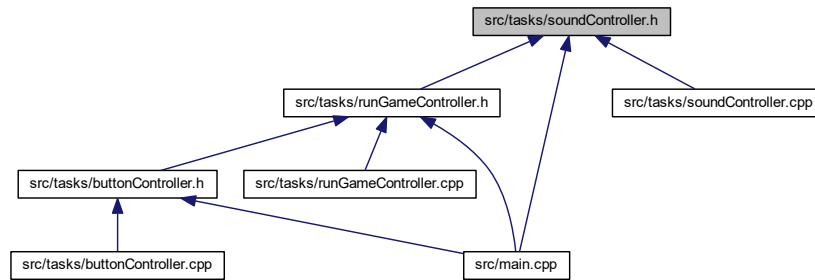 src/tasks/soundController.h
src/tasks/runGameController.h
src/tasks/soundController.cpp
src/tasks/buttonController.h
src/tasks/runGameController.cpp
src/tasks/buttonController.cpp
src/main.cpp